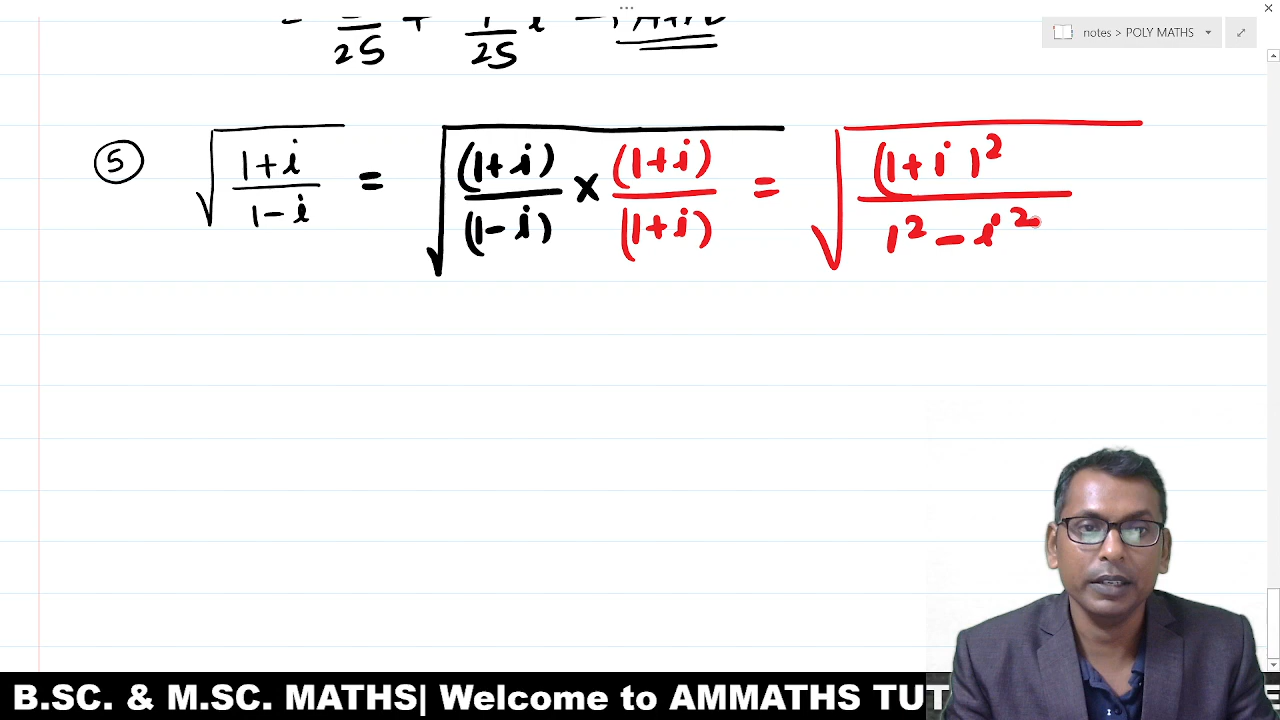 25 + 25 i
notes > POLY MATHS
5 √(1+i / 1-i) = √((1+i) / (1-i) × (1+i) / (1+i)) = √((1+i)² / 1² - i²)
B.SC. & M.SC. MATHS| Welcome to AMMATHS TUT